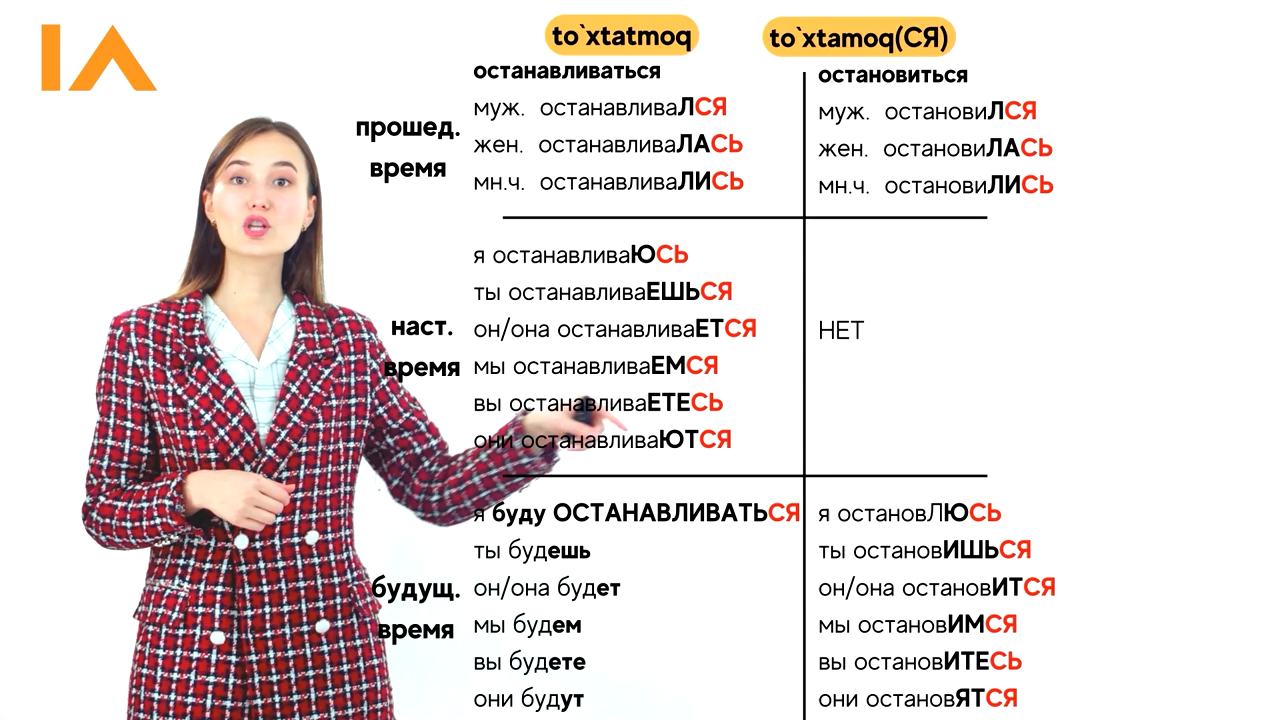 IA
to`xtatmoq
to`xtamoq(СЯ)
останавливаться
остановиться
прошед.
время
муж. останавливаЛСЯ
жен. останавливаЛАСЬ
мн.ч. останавливаЛИСЬ
муж. остановиЛСЯ
жен. остановиЛАСЬ
мн.ч. остановиЛИСЬ
наст.
время
я останавливаЮСЬ
ты останавливаЕШЬСЯ
он/она останавливаЕТСЯ
мы останавливаЕМСЯ
вы останавливаЕТЕСЬ
они останавливаЮТСЯ
НЕТ
будущ.
время
я буду ОСТАНАВЛИВАТЬСЯ
ты будешь
он/она будет
мы будем
вы будете
они будут
я остановЛЮСЬ
ты остановИШЬСЯ
он/она остановИТСЯ
мы остановИМСЯ
вы остановИТЕСЬ
они остановЯТСЯ